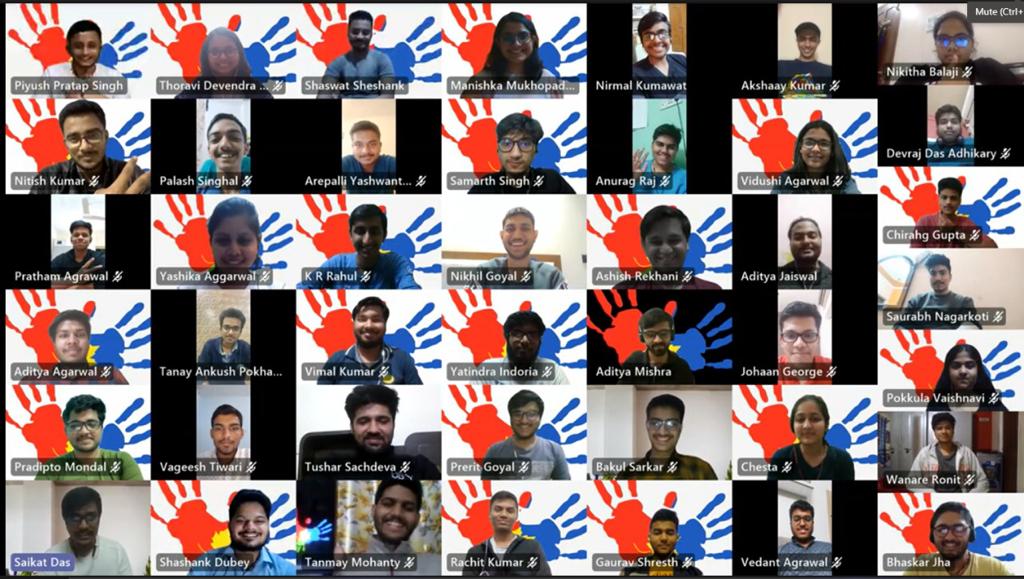 Mute (Ctrl+
Piyush Pratap Singh
Thoravi Devendra ...
Shaswat Sheshank
Manishka Mukhopad...
Nirmal Kumawat
Akshaay Kumar
Nikitha Balaji
Nitish Kumar
Palash Singhal
Arepalli Yashwant...
Samarth Singh
Anurag Raj
Vidushi Agarwal
Devraj Das Adhikary
Pratham Agrawal
Yashika Aggarwal
K R Rahul
Nikhil Goyal
Ashish Rekhani
Aditya Jaiswal
Chirahg Gupta
Saurabh Nagarkoti
Aditya Agarwal
Tanay Ankush Pokha...
Vimal Kumar
Yatindra Indoria
Aditya Mishra
Johaan George
Pokkula Vaishnavi
Pradipto Mondal
Vageesh Tiwari
Tushar Sachdeva
Prerit Goyal
Bakul Sarkar
Chesta
Wanare Ronit
Saikat Das
Shashank Dubey
Tanmay Mohanty
Rachit Kumar
Gaurav Shresth
Vedant Agrawal
Bhaskar Jha